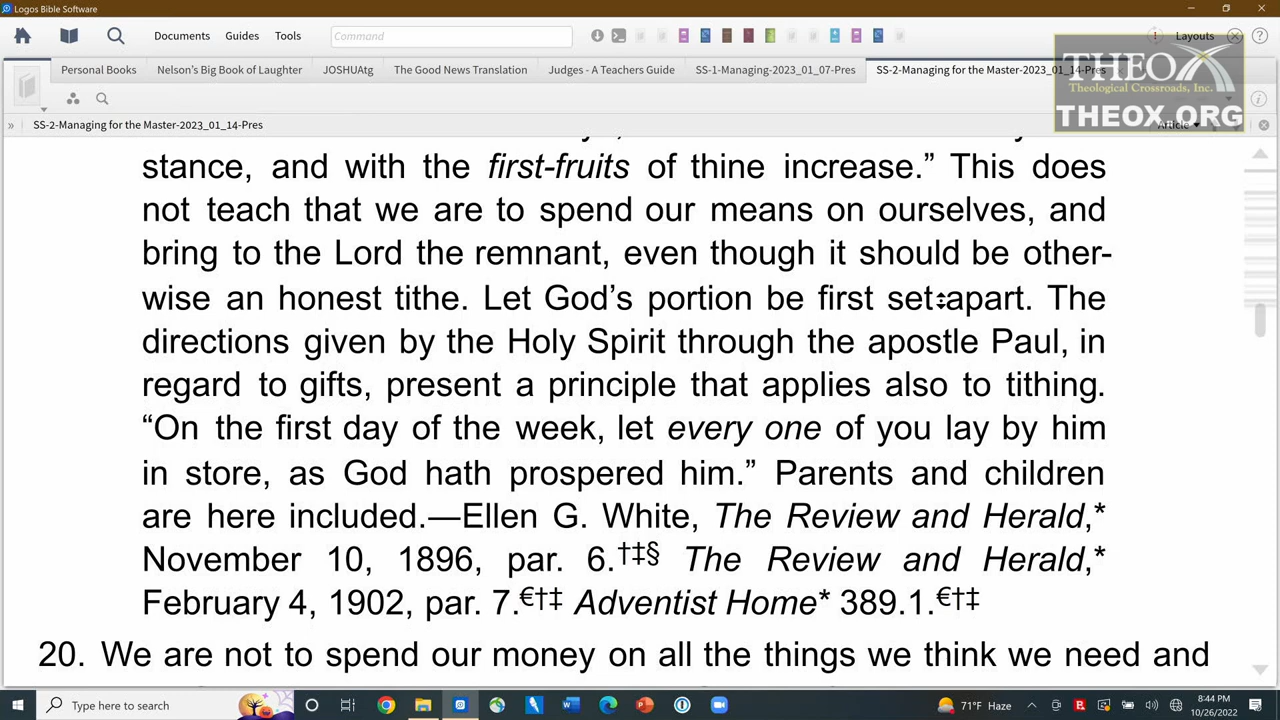 Logos Bible Software
Documents Guides Tools Command Layouts
THEOX
Theological Crossroads, Inc.
THEOX.ORG
Personal Books Nelson's Big Book of Laughter JOSHU News Translation Judges - A Teachers Guide SS-1-Managing-2023_01_07-Pres SS-2-Managing for the Master-2023_01_14-Pres
SS-2-Managing for the Master-2023_01_14-Pres Article
stance, and with the first-fruits of thine increase.” This does
not teach that we are to spend our means on ourselves, and
bring to the Lord the remnant, even though it should be other-
wise an honest tithe. Let God’s portion be first set apart. The
directions given by the Holy Spirit through the apostle Paul, in
regard to gifts, present a principle that applies also to tithing.
“On the first day of the week, let every one of you lay by him
in store, as God hath prospered him.” Parents and children
are here included.—Ellen G. White, The Review and Herald,*
November 10, 1896, par. 6.†‡§ The Review and Herald,*
February 4, 1902, par. 7.€†‡ Adventist Home* 389.1.€†‡
20. We are not to spend our money on all the things we think we need and
Type here to search 71°F Haze 8:44 PM
10/26/2022